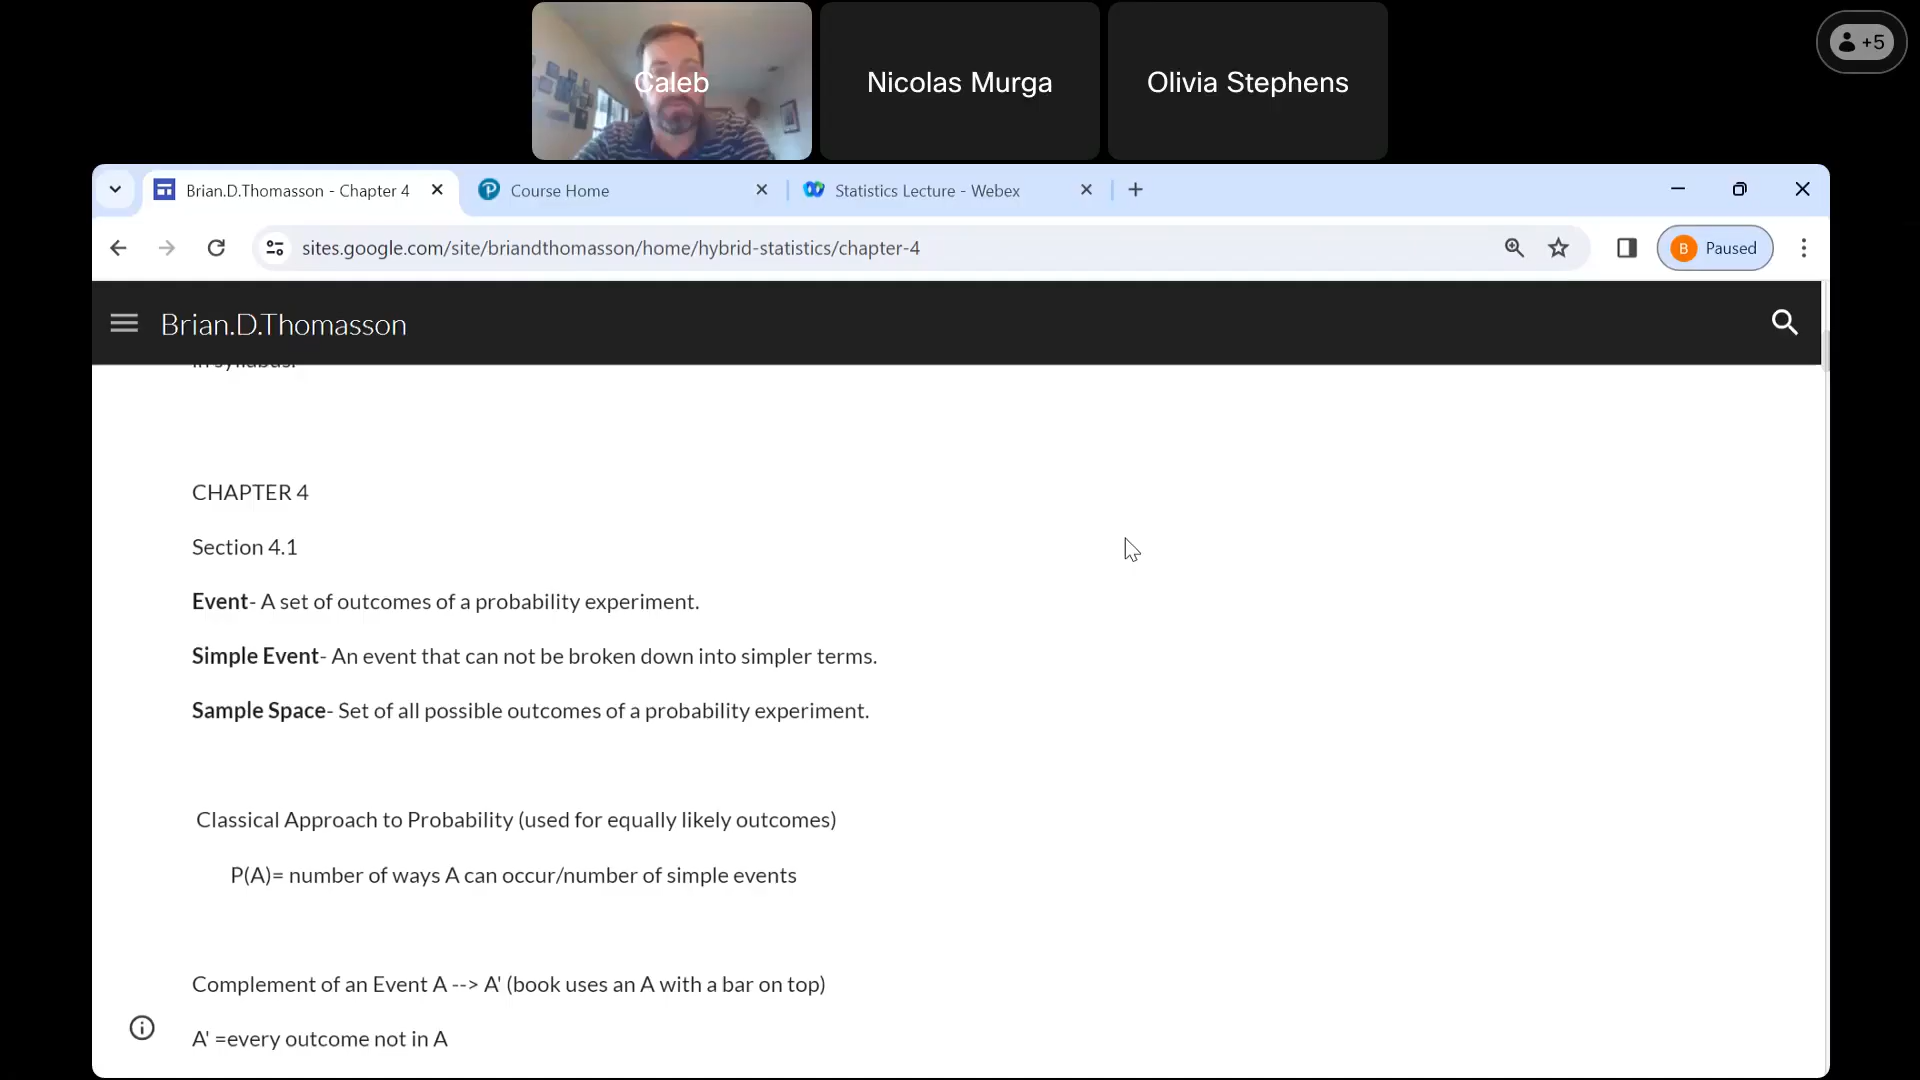 Caleb
Nicolas Murga
Olivia Stephens
+5
Brian.D.Thomasson - Chapter 4
Course Home
Statistics Lecture - Webex
sites.google.com/site/briandthomasson/home/hybrid-statistics/chapter-4
B Paused
Brian.D.Thomasson
in syllabus.
CHAPTER 4
Section 4.1
Event- A set of outcomes of a probability experiment.
Simple Event- An event that can not be broken down into simpler terms.
Sample Space- Set of all possible outcomes of a probability experiment.
Classical Approach to Probability (used for equally likely outcomes)
P(A)= number of ways A can occur/number of simple events
Complement of an Event A --> A' (book uses an A with a bar on top)
A' =every outcome not in A